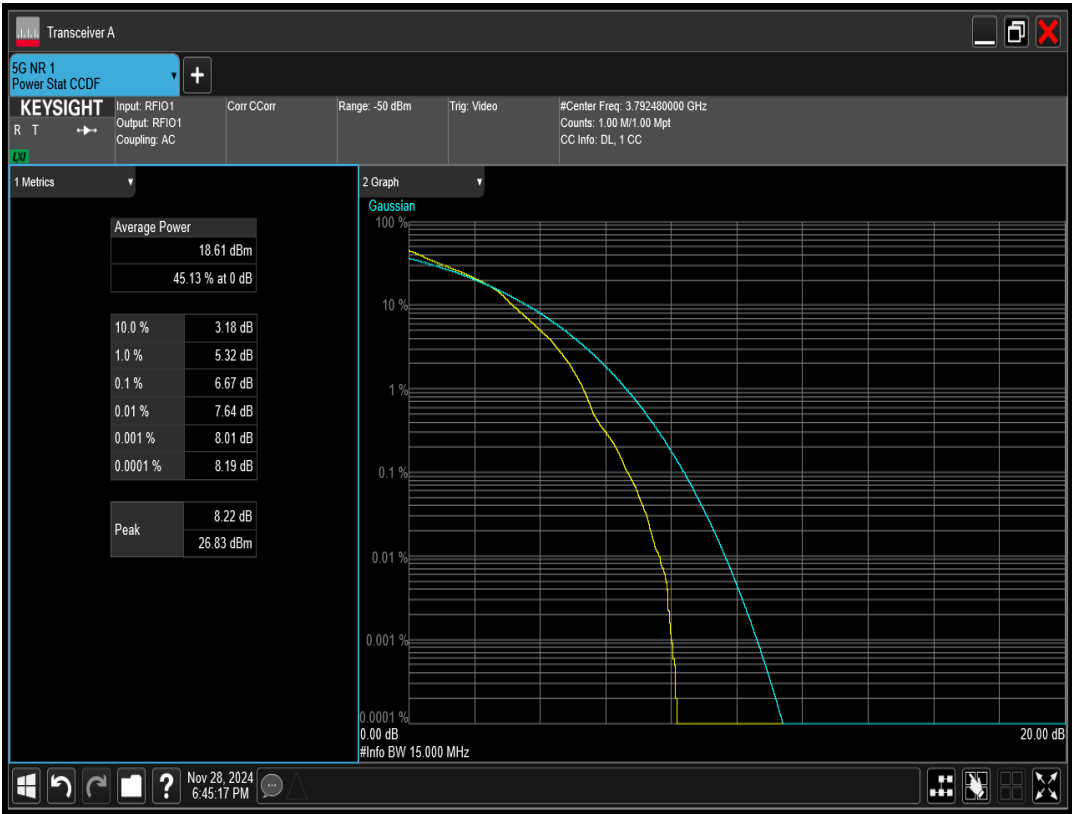 Transceiver A
5G NR 1
Power Stat CCDF
+
KEYSIGHT
R T
LXI
Input: RFIO1
Output: RFIO1
Coupling: AC
Corr CCorr
Range: -50 dBm
Trig: Video
#Center Freq: 3.792480000 GHz
Counts: 1.00 M/1.00 Mpt
CC Info: DL, 1 CC
1 Metrics
Average Power
18.61 dBm
45.13 % at 0 dB
10.0 % 3.18 dB
1.0 % 5.32 dB
0.1 % 6.67 dB
0.01 % 7.64 dB
0.001 % 8.01 dB
0.0001 % 8.19 dB
Peak
8.22 dB
26.83 dBm
2 Graph
Gaussian
100 %
10 %
1 %
0.1 %
0.01 %
0.001 %
0.0001 %
0.00 dB 20.00 dB
#Info BW 15.000 MHz
?
Nov 28, 2024
6:45:17 PM